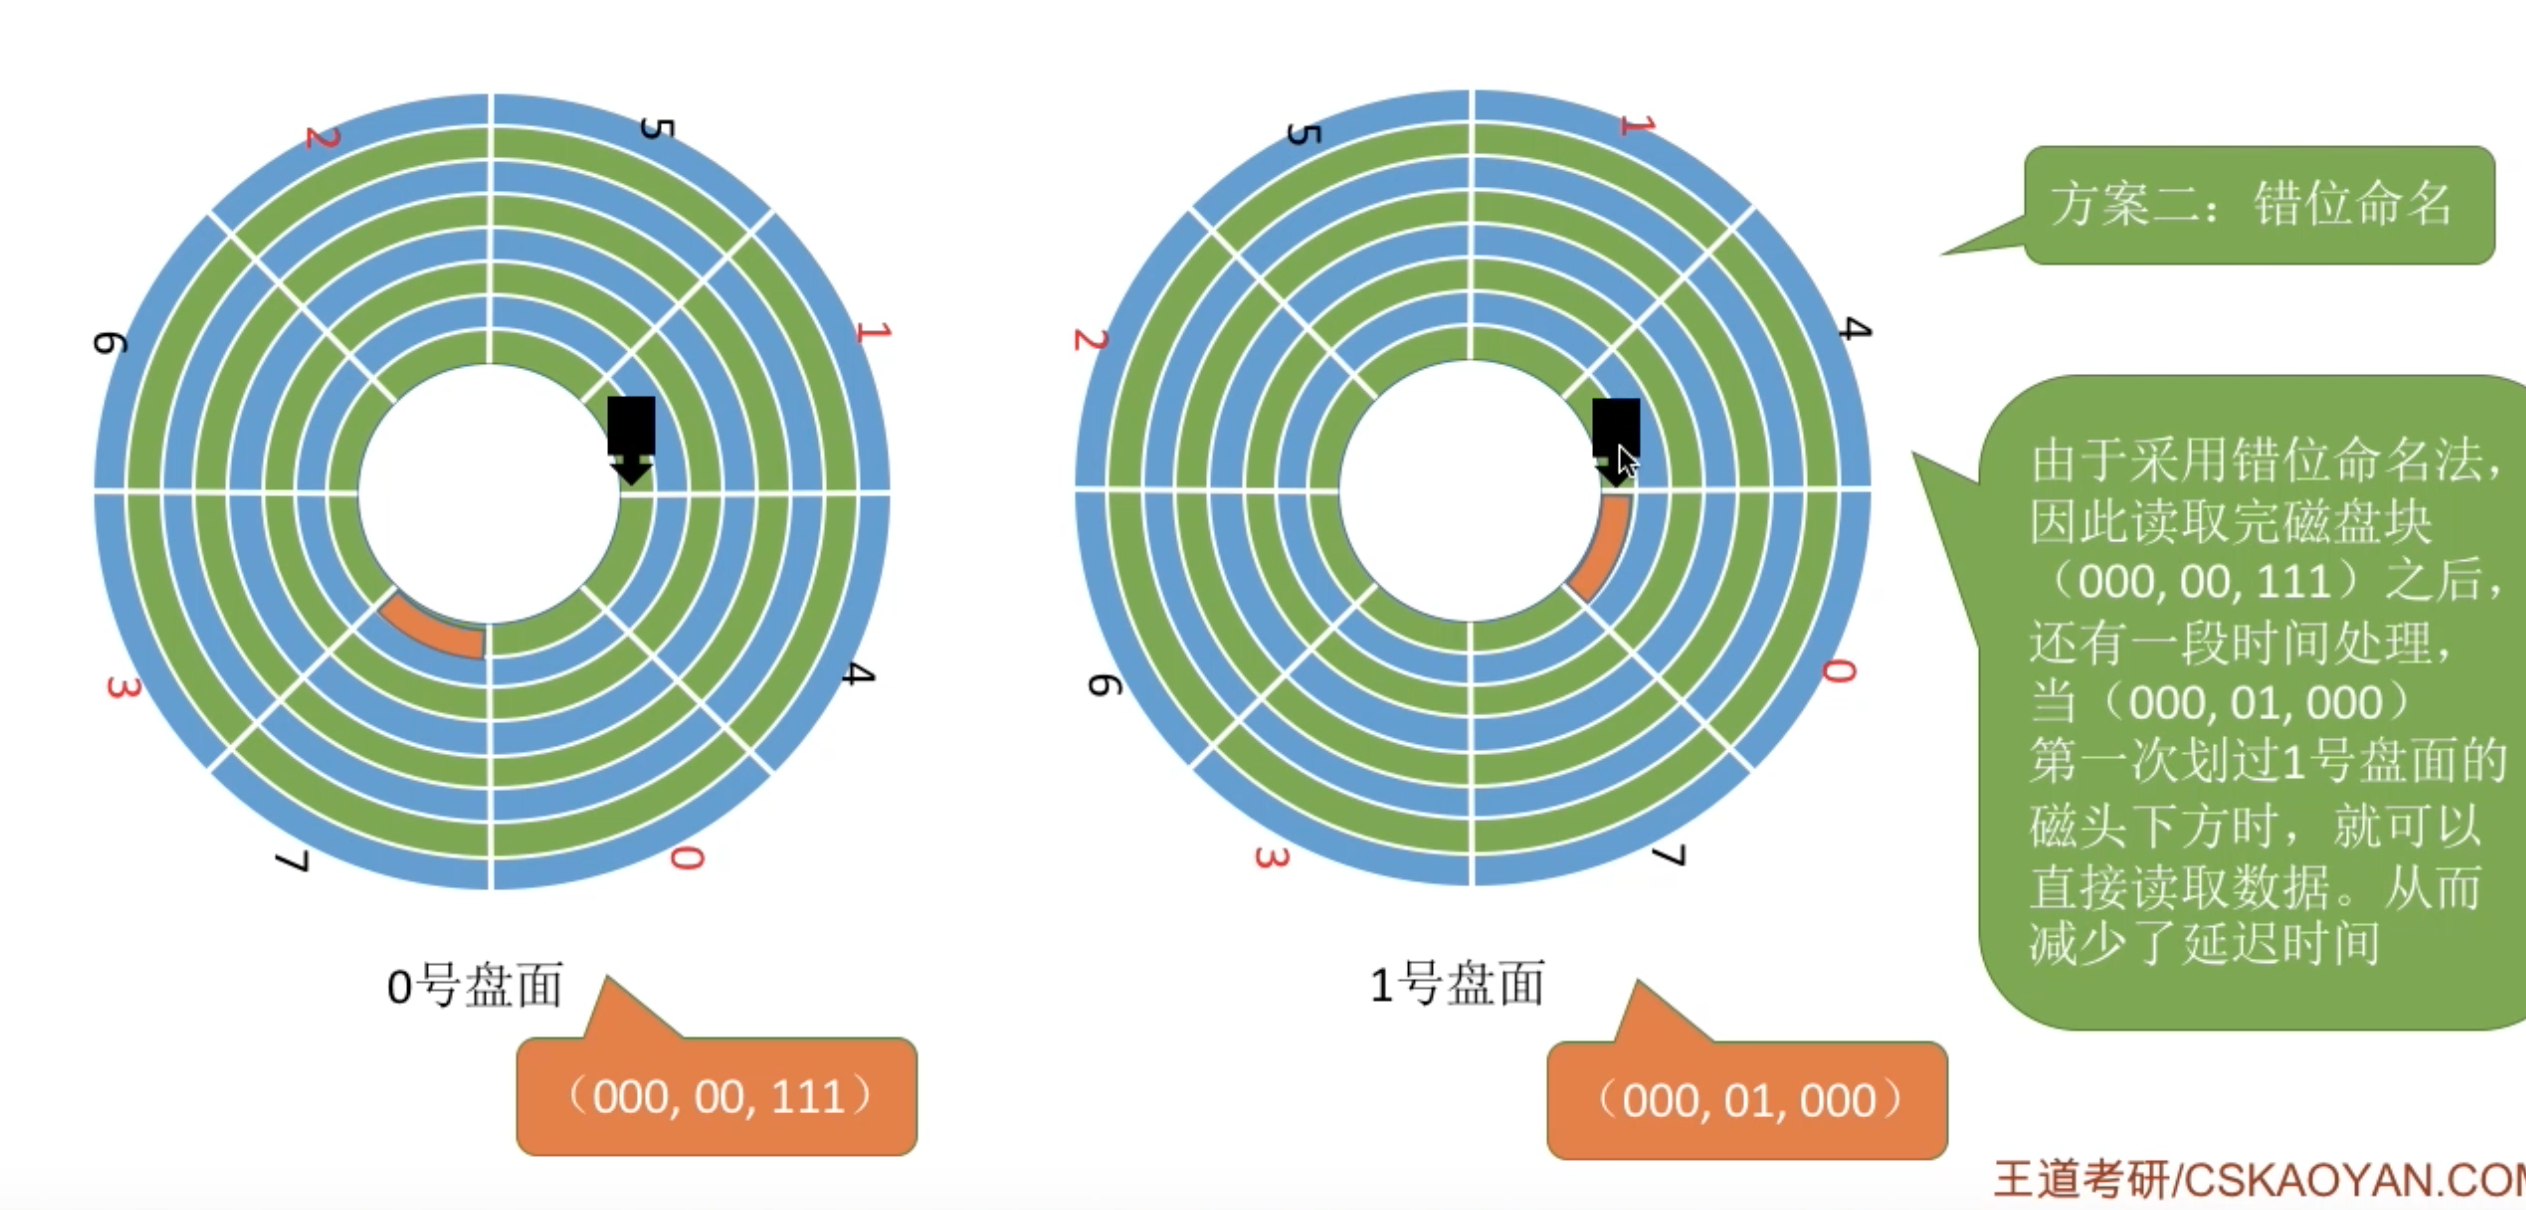 2
5
6
1
3
4
7
0
0号盘面
(000, 00, 111)
5
1
2
4
6
0
3
7
1号盘面
(000, 01, 000)
方案二：错位命名
由于采用错位命名法，
因此读取完磁盘块
（000, 00, 111）之后，
还有一段时间处理，
当（000, 01, 000）
第一次划过1号盘面的
磁头下方时，就可以
直接读取数据。从而
减少了延迟时间
王道考研/CSKAOYAN.COM